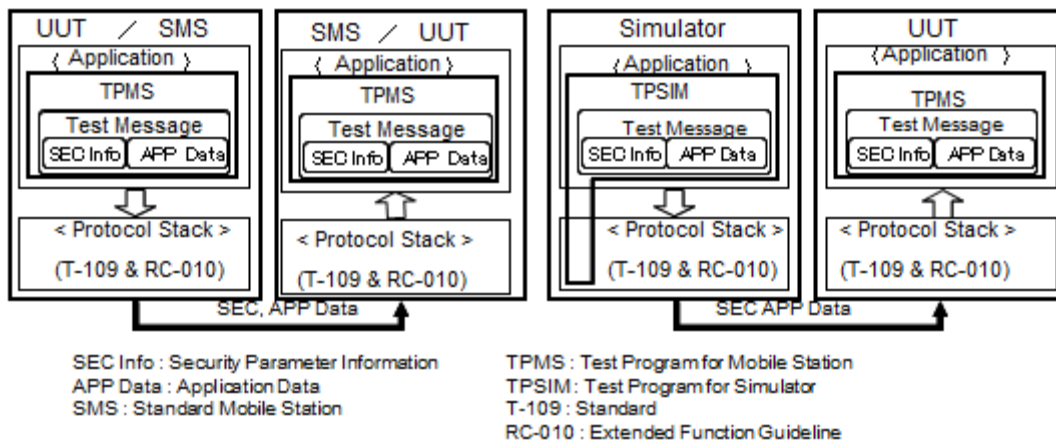 UUT / SMS
{ Application }
TPMS
Test Message
SEC Info APP Data
< Protocol Stack >
(T-109 & RC-010)
SMS / UUT
{ Application }
TPMS
Test Message
SEC Info APP Data
< Protocol Stack >
(T-109 & RC-010)
SEC, APP Data
Simulator
{Application }
TPSIM
Test Message
SEC Info APP Data
< Protocol Stack >
(T-109 & RC-010)
UUT
{Application }
TPMS
Test Message
SEC Info APP Data
< Protocol Stack >
(T-109 & RC-010)
SEC APP Data
SEC Info : Security Parameter Information
APP Data : Application Data
SMS : Standard Mobile Station
TPMS : Test Program for Mobile Station
TPSIM : Test Program for Simulator
T-109 : Standard
RC-010 : Extended Function Guideline